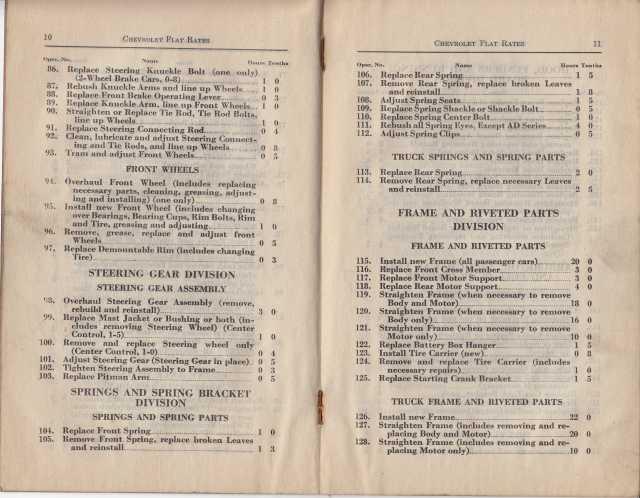 10
CHEVROLET FLAT RATES
Oper. No. Name Hours Tenths
86. Replace Steering Knuckle Bolt (one only)
(2-Wheel Brake Cars, 0-8) 1 0
87. Rebush Knuckle Arms and line up Wheels 1 0
88. Replace Front Brake Operating Lever 0 3
89. Replace Knuckle Arm, line up Front Wheels 1 0
90. Straighten or Replace Tie Rod, Tie Rod Bolts,
line up Wheels 1 0
91. Replace Steering Connecting Rod 0 4
92. Clean, lubricate and adjust Steering Connect-
ing and Tie Rods, and line up Wheels 0 8
93. Tram and adjust Front Wheels 0 5
FRONT WHEELS
94. Overhaul Front Wheel (includes replacing
necessary parts, cleaning, greasing, adjust-
ing and installing) (one only) 0 8
95. Install new Front Wheel (includes changing
over Bearings, Bearing Cups, Rim Bolts, Rim
and Tire, greasing and adjusting 1 0
96. Remove, grease, replace and adjust front
Wheels 0 5
97. Replace Demountable Rim (includes changing
Tire) 0 3
STEERING GEAR DIVISION
STEERING GEAR ASSEMBLY
98. Overhaul Steering Gear Assembly (remove,
rebuild and reinstall) 3 0
99. Replace Mast Jacket or Bushing or both (in-
cludes removing Steering Wheel) (Center
Control, 1-5) 1 0
100. Remove and replace Steering wheel only
(Center Control, 1-0) 0 4
101. Adjust Steering Gear (Steering Gear in place) 0 5
102. Tighten Steering Assembly to Frame 0 3
103. Replace Pitman Arm 0 5
SPRINGS AND SPRING BRACKET
DIVISION
SPRINGS AND SPRING PARTS
104. Replace Front Spring 1 0
105. Remove Front Spring, replace broken Leaves
and reinstall 1 3
CHEVROLET FLAT RATES
11
Oper. No. Name Hours Tenths
106. Replace Rear Spring 1 5
107. Remove Rear Spring, replace broken Leaves
and reinstall 1 8
108. Adjust Spring Seats 1 5
109. Replace Spring Shackle or Shackle Bolt 0 5
110. Replace Spring Center Bolt 1 0
111. Rebush all Spring Eyes, Except AD Series 4 0
112. Adjust Spring Clips 0 5
TRUCK SPRINGS AND SPRING PARTS
113. Replace Rear Spring 2 0
114. Remove Rear Spring, replace necessary Leaves
and reinstall 2 5
FRAME AND RIVETED PARTS
DIVISION
FRAME AND RIVETED PARTS
115. Install new Frame (all passenger cars) 20 0
116. Replace Front Cross Member 3 0
117. Replace Front Motor Support 3 0
118. Replace Rear Motor Support 4 0
119. Straighten Frame (when necessary to remove
Body and Motor) 18 0
120. Straighten Frame (when necessary to remove
Body only) 16 0
121. Straighten Frame (when necessary to remove
Motor only) 10 0
122. Replace Battery Box Hanger 1 5
123. Install Tire Carrier (new) 0 8
124. Remove and replace Tire Carrier (includes
necessary repairs) 1 0
125. Replace Starting Crank Bracket 1 5
TRUCK FRAME AND RIVETED PARTS
126. Install new Frame 22 0
127. Straighten Frame (includes removing and re-
placing Body and Motor) 20 0
128. Straighten Frame (includes removing and re-
placing Motor only) 10 0